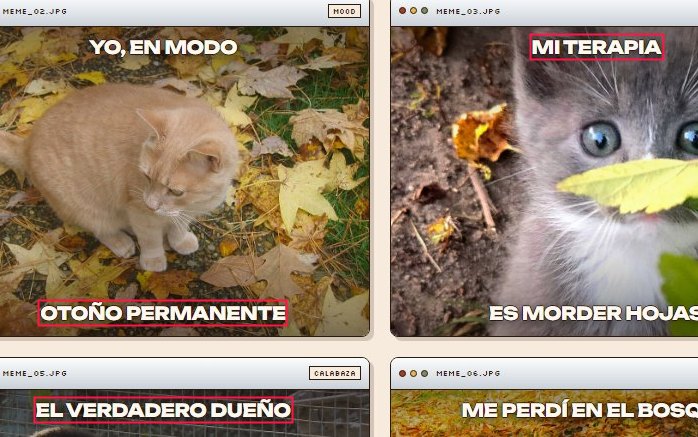 MEME_02.JPG
MOOD
YO, EN MODO
OTOÑO PERMANENTE
MEME_03.JPG
MI TERAPIA
ES MORDER HOJAS
MEME_05.JPG
CALABAZA
EL VERDADERO DUEÑO
MEME_06.JPG
ME PERDÍ EN EL